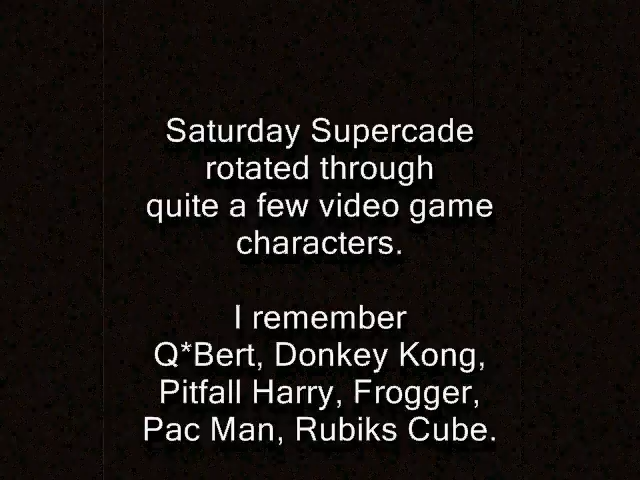 Saturday Supercade
rotated through
quite a few video game
characters.
I remember
Q*Bert, Donkey Kong,
Pitfall Harry, Frogger,
Pac Man, Rubiks Cube.